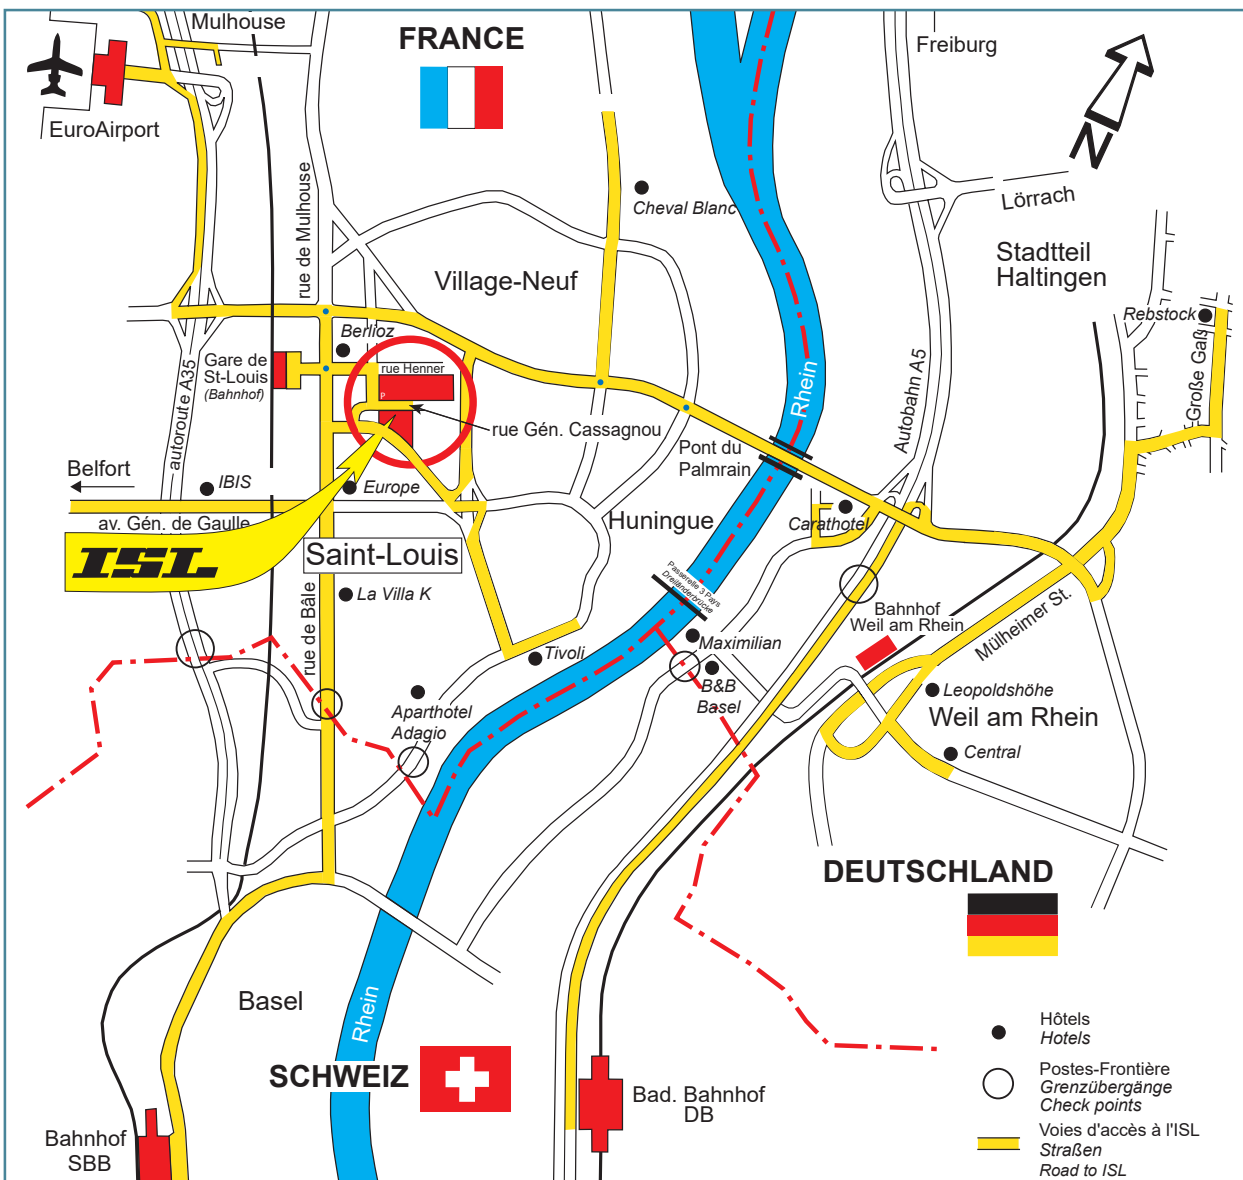 Mulhouse
FRANCE
Freiburg
N
EuroAirport
rue de Mulhouse
Cheval Blanc
Lörrach
Stadtteil
Haltingen
Village-Neuf
Rebstock
Große Gaß
Berlioz
Gare de
St-Louis
(Bahnhof)
rue Henner
P
autoroute A35
Rhein
Autobahn A5
rue Gén. Cassagnou
Pont du
Palmrain
Belfort
IBIS
Europe
av. Gén. de Gaulle
Huningue
Carathotel
ISL
Saint-Louis
Passerelle 3 Pays
Dreiländerbrücke
La Villa K
rue de Bâle
Bahnhof
Weil am Rhein
Mülheimer St.
Maximilian
Tivoli
B&B
Basel
Leopoldshöhe
Weil am Rhein
Aparthotel
Adagio
Central
DEUTSCHLAND
Basel
Rhein
SCHWEIZ
Bad. Bahnhof
DB
Bahnhof
SBB
Hôtels
Hotels
Postes-Frontière
Grenzübergänge
Check points
Voies d'accès à l'ISL
Straßen
Road to ISL